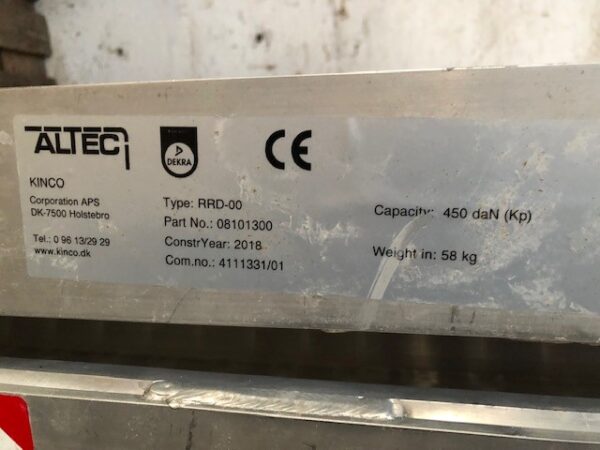 ALTEC
DEKRA
CE
KINCO
Corporation APS
DK-7500 Holstebro
Tel.: 0 96 13/29 29
www.kinco.dk
Type: RRD-00
Part No.: 08101300
ConstrYear: 2018
Com.no.: 4111331/01
Capacity: 450 daN (Kp)
Weight in: 58 kg